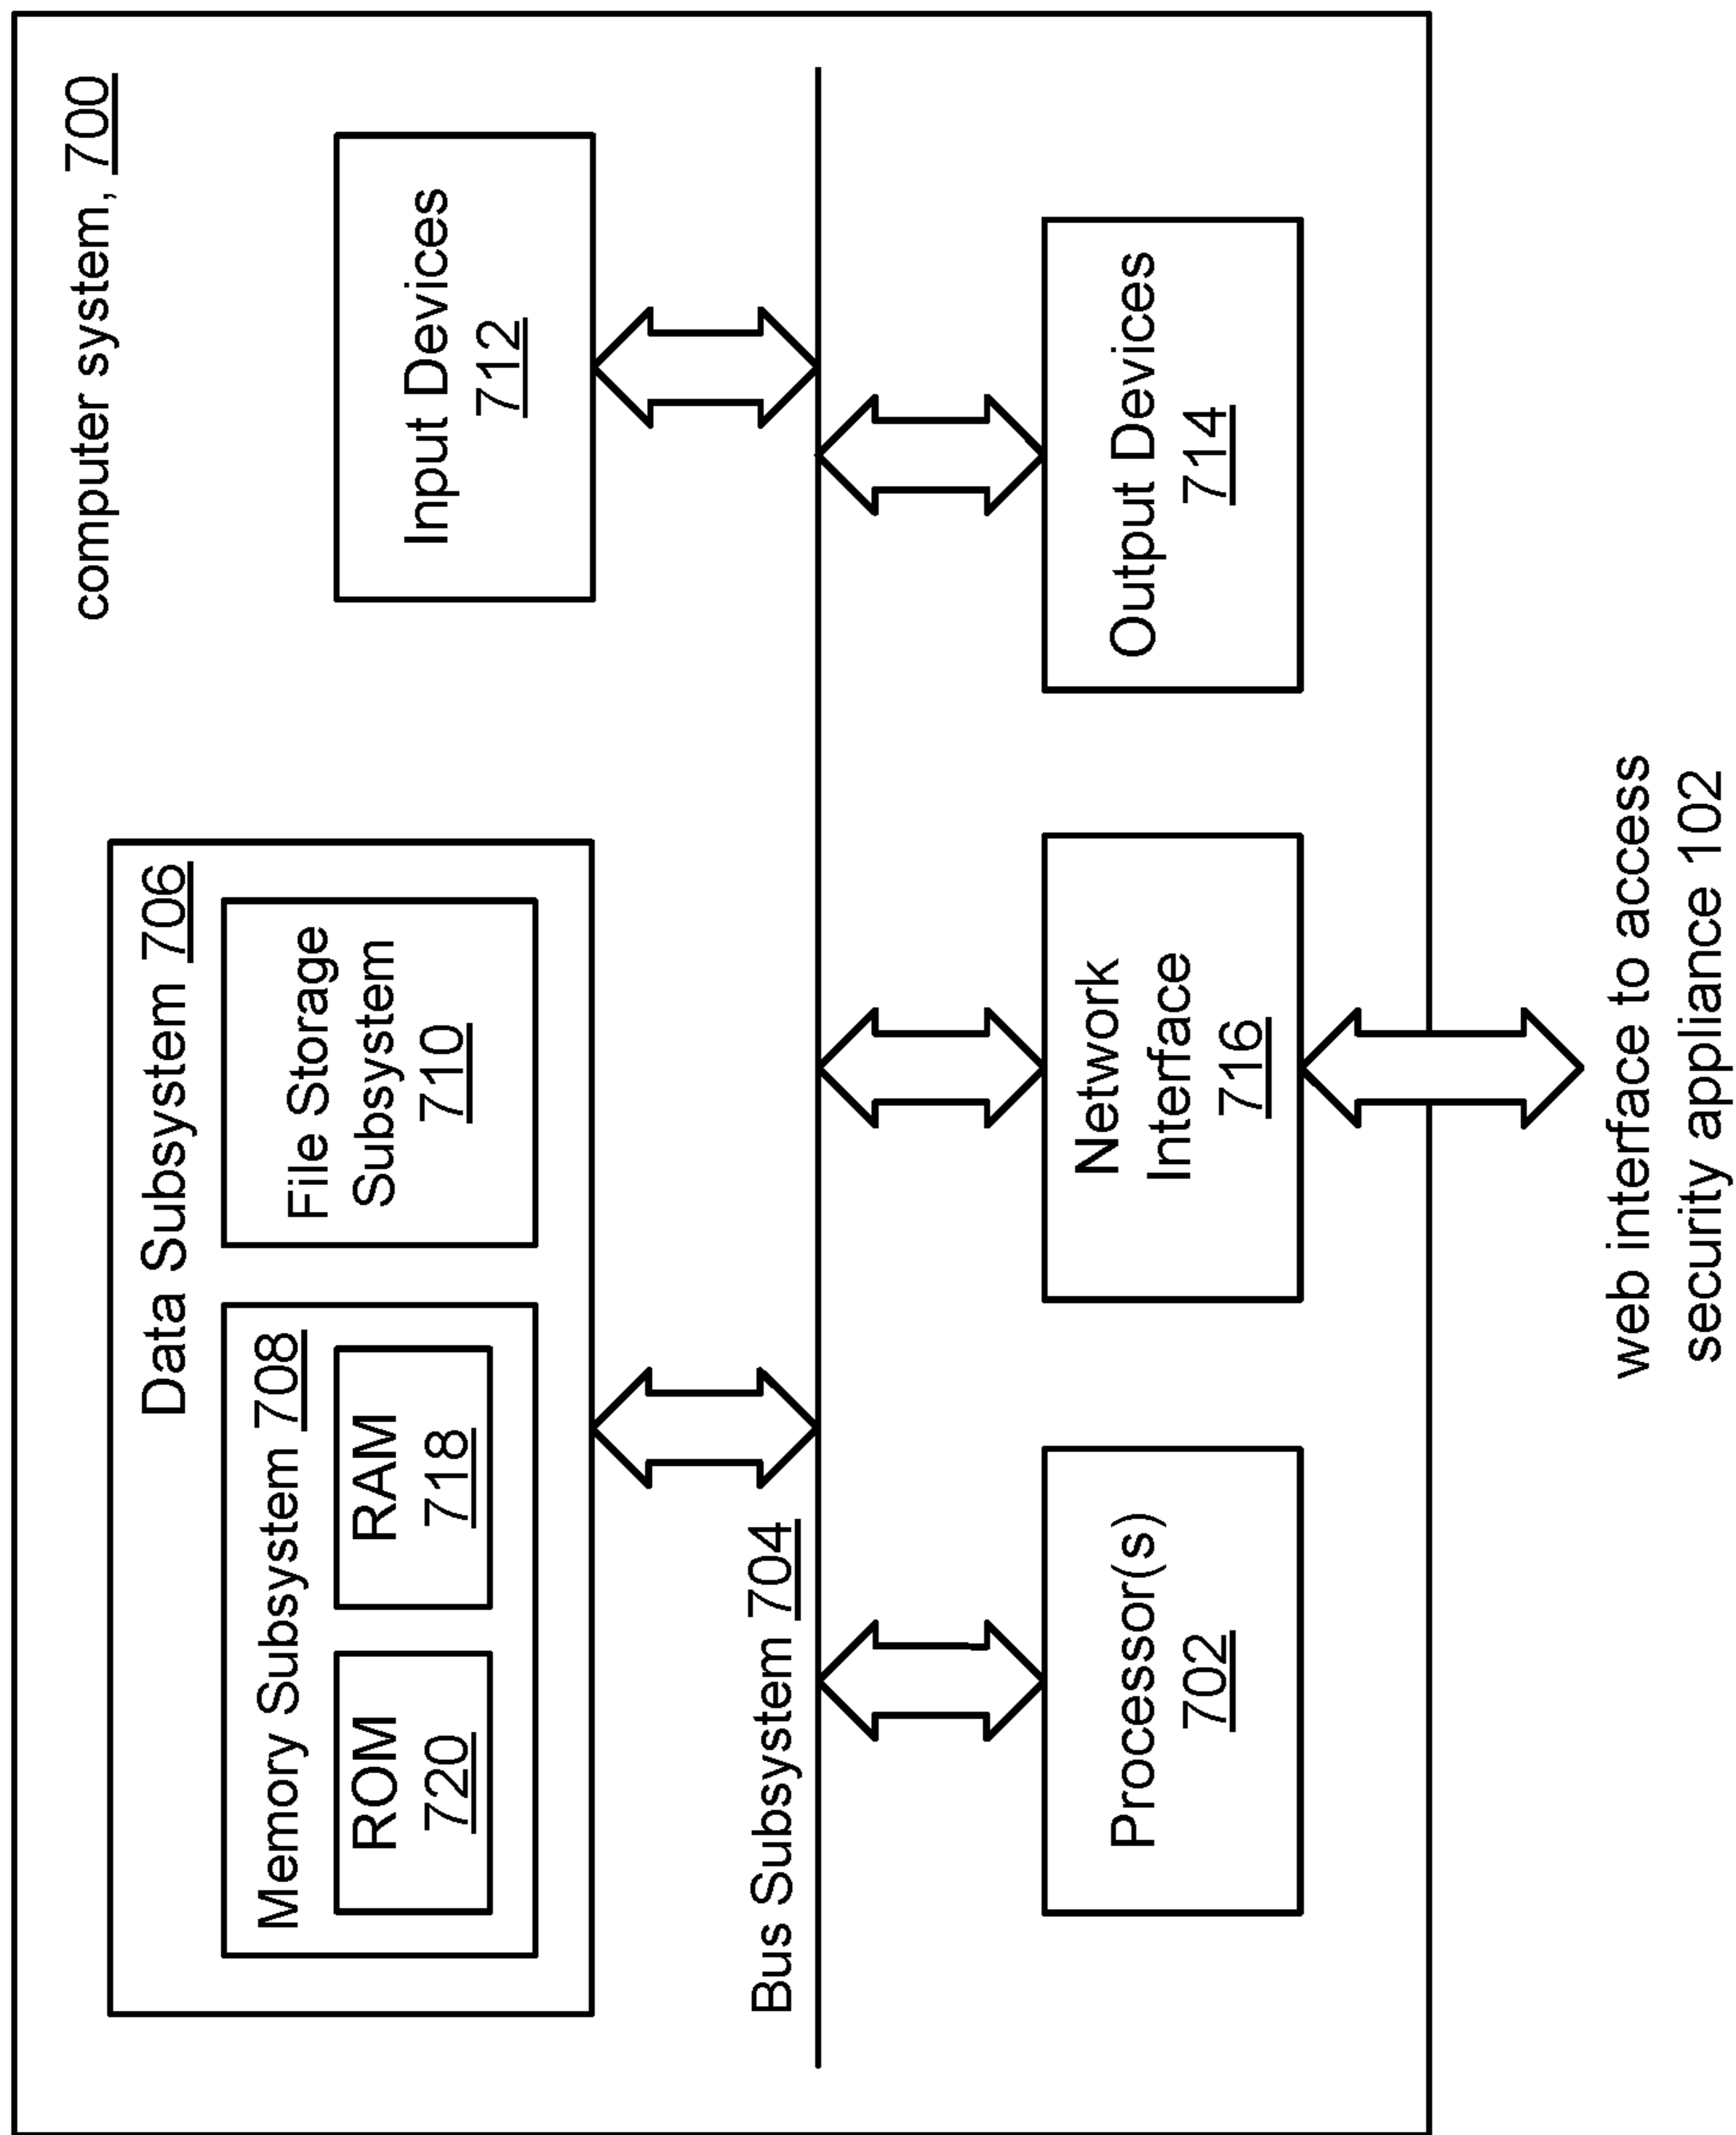 computer system, 700
Data Subsystem 706
Memory Subsystem 708
ROM
720
RAM
718
File Storage
Subsystem
710
Input Devices
712
Bus Subsystem 704
Processor(s)
702
Network
Interface
716
Output Devices
714
web interface to access
security appliance 102